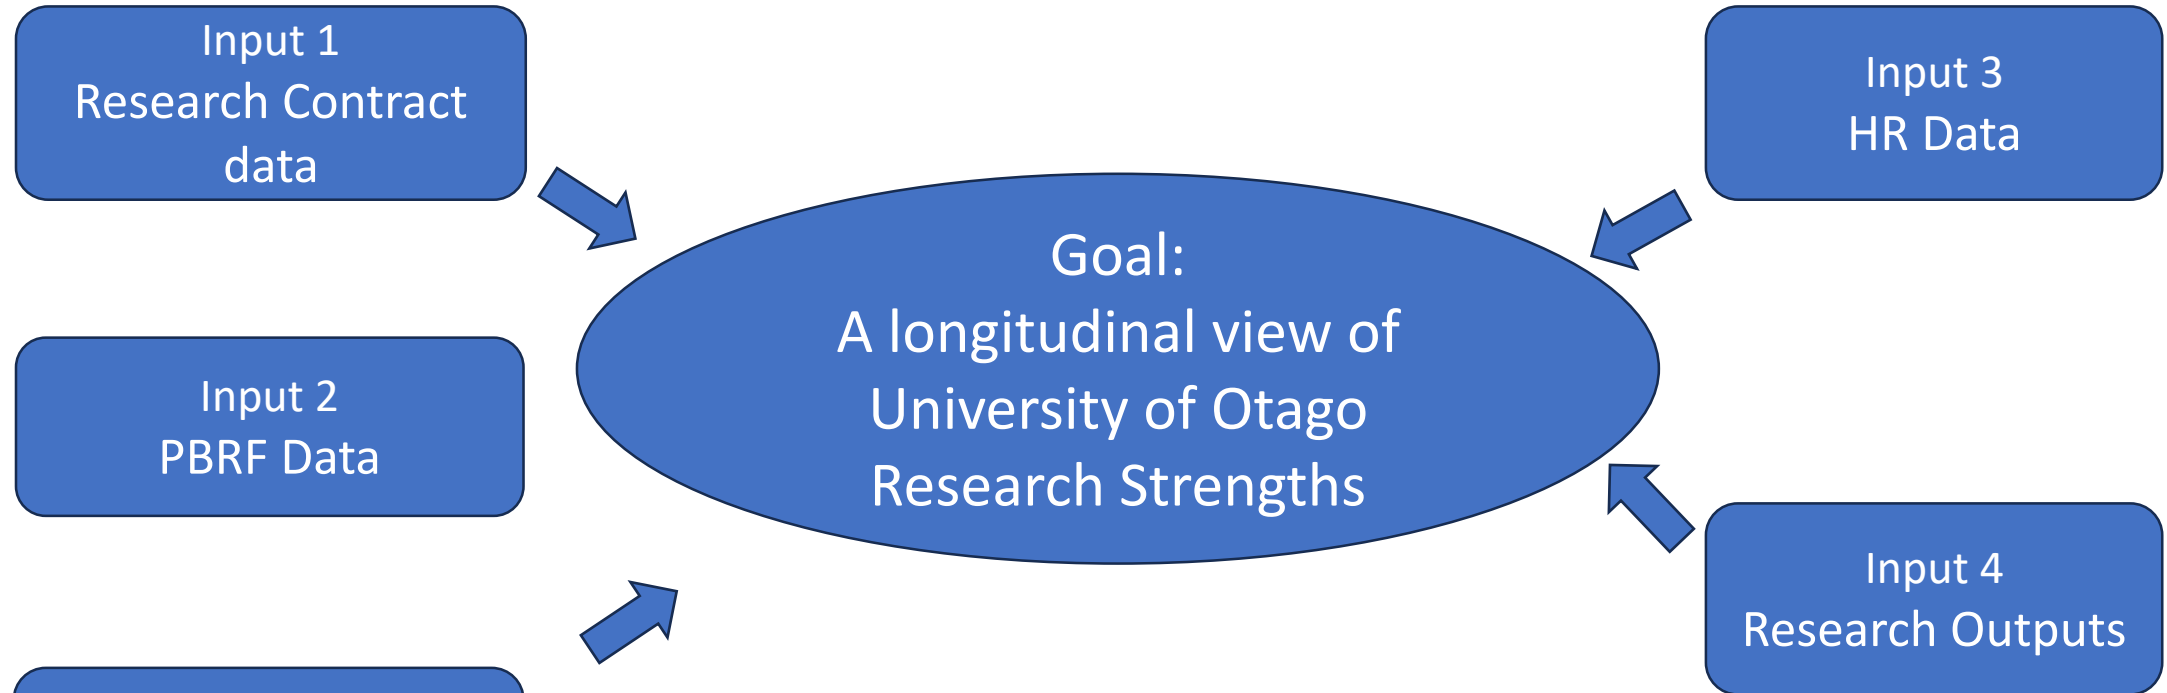 Input 1
Research Contract
data
Input 2
PBRF Data
Goal:
A longitudinal view of
University of Otago
Research Strengths
Input 3
HR Data
Input 4
Research Outputs